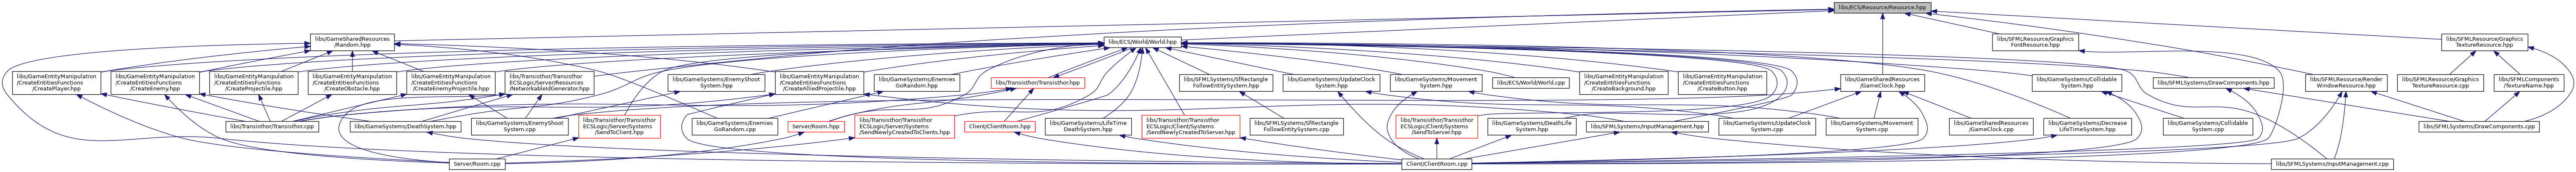 libs/ECS/Resource/Resource.hpp
libs/GameSharedResources
/Random.hpp
libs/ECS/World/World.hpp
libs/SFMLResource/Graphics
FontResource.hpp
libs/SFMLResource/Graphics
TextureResource.hpp
libs/GameEntityManipulation
/CreateEntitiesFunctions
/CreatePlayer.hpp
libs/GameEntityManipulation
/CreateEntitiesFunctions
/CreateEnemy.hpp
libs/GameEntityManipulation
/CreateEntitiesFunctions
/CreateProjectile.hpp
libs/GameEntityManipulation
/CreateEntitiesFunctions
/CreateObstacle.hpp
libs/GameEntityManipulation
/CreateEntitiesFunctions
/CreateEnemyProjectile.hpp
libs/Transisthor/Transisthor
ECSLogic/Server/Resources
/NetworkableIdGenerator.hpp
libs/GameSystems/EnemyShoot
System.hpp
libs/GameEntityManipulation
/CreateEntitiesFunctions
/CreateAlliedProjectile.hpp
libs/GameSystems/Enemies
GoRandom.hpp
libs/Transisthor/Transisthor.hpp
libs/SFMLSystems/SfRectangle
FollowEntitySystem.hpp
libs/GameSystems/UpdateClock
System.hpp
libs/GameSystems/Movement
System.hpp
libs/ECS/World/World.cpp
libs/GameEntityManipulation
/CreateEntitiesFunctions
/CreateBackground.hpp
libs/GameEntityManipulation
/CreateEntitiesFunctions
/CreateButton.hpp
libs/GameSharedResources
/GameClock.hpp
libs/GameSystems/Collidable
System.hpp
libs/SFMLSystems/DrawComponents.hpp
libs/SFMLResource/Render
WindowResource.hpp
libs/SFMLResource/Graphics
TextureResource.cpp
libs/SFMLComponents
/TextureName.hpp
libs/Transisthor/Transisthor.cpp
libs/GameSystems/DeathSystem.hpp
libs/GameSystems/EnemyShoot
System.cpp
libs/Transisthor/Transisthor
ECSLogic/Server/Systems
/SendToClient.hpp
libs/GameSystems/Enemies
GoRandom.cpp
Server/Room.hpp
libs/Transisthor/Transisthor
ECSLogic/Server/Systems
/SendNewlyCreatedToClients.hpp
Client/ClientRoom.hpp
libs/GameSystems/LifeTime
DeathSystem.hpp
libs/Transisthor/Transisthor
ECSLogic/Client/Systems
/SendNewlyCreatedToServer.hpp
libs/SFMLSystems/SfRectangle
FollowEntitySystem.cpp
libs/Transisthor/Transisthor
ECSLogic/Client/Systems
/SendToServer.hpp
libs/GameSystems/DeathLife
System.hpp
libs/SFMLSystems/InputManagement.hpp
libs/GameSystems/UpdateClock
System.cpp
libs/GameSystems/Movement
System.cpp
libs/GameSharedResources
/GameClock.cpp
libs/GameSystems/Decrease
LifeTimeSystem.hpp
libs/GameSystems/Collidable
System.cpp
libs/SFMLSystems/DrawComponents.cpp
Server/Room.cpp
Client/ClientRoom.cpp
libs/SFMLSystems/InputManagement.cpp